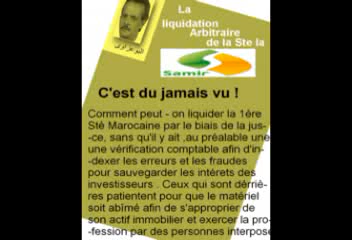 La
liquidation
Arbitraire
de la Ste la
Samir
C'est du jamais vu !
Comment peut - on liquider la 1ére
Sté Marocaine par le biais de la jus-
-ce, sans qu'il y ait ,au préalable une
une vérification comptable afin d'in-
dexer les erreurs et les fraudes
pour sauvegarder les intérets des
investisseurs . Ceux qui sont dérriè-
res patientent pour que le matériel
soit abîmé afin de s'approprier de
son actif immobilier et exercer la pro-
-fession par des personnes interpose